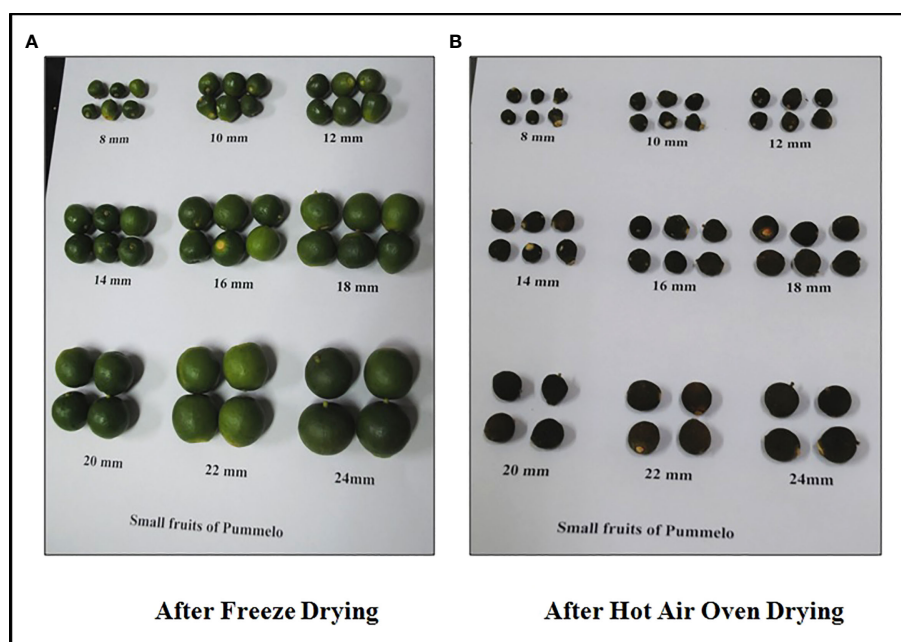 A
8 mm
10 mm
12 mm
14 mm
16 mm
18 mm
20 mm
22 mm
24mm
Small fruits of Pummelo
After Freeze Drying
B
8 mm
10 mm
12 mm
14 mm
16 mm
18 mm
20 mm
22 mm
24mm
Small fruits of Pummelo
After Hot Air Oven Drying